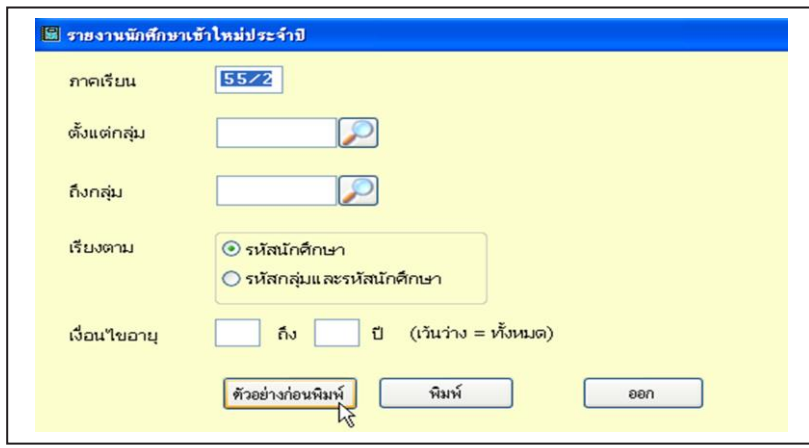 รายงานนักศึกษาเข้าใหม่ประจำปี
ภาคเรียน 55/2
ตั้งแต่กลุ่ม
ถึงกลุ่ม
เรียงตาม รหัสนักศึกษา
รหัสกลุ่มและรหัสนักศึกษา
เงื่อนไขอายุ ถึง ปี (เว้นว่าง = ทั้งหมด)
ตัวอย่างก่อนพิมพ์ พิมพ์ ออก